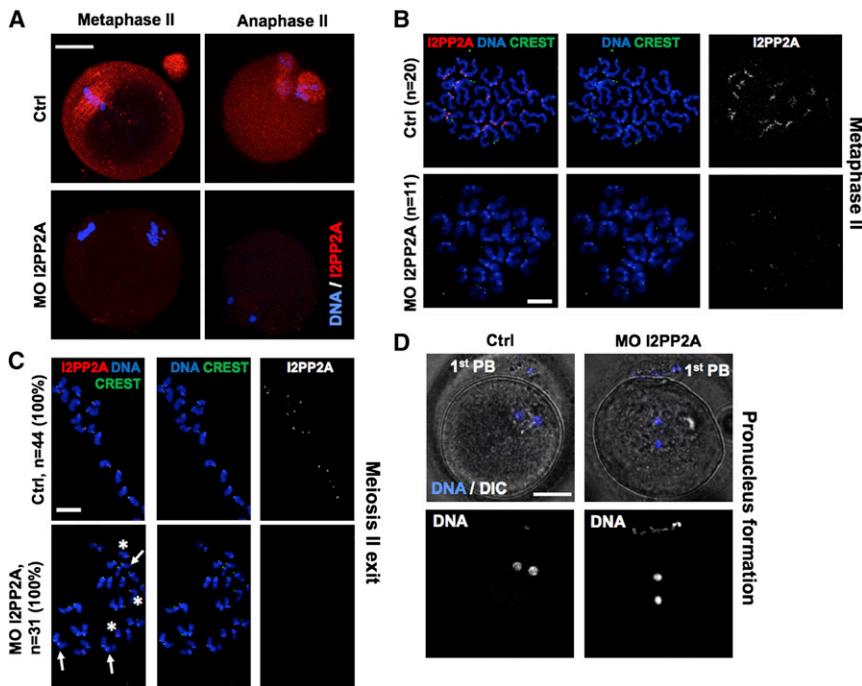 A
Metaphase II
Anaphase II
Ctrl
MO I2PP2A
DNA / I2PP2A
B
I2PP2A DNA CREST
DNA CREST
I2PP2A
Ctrl (n=20)
MO I2PP2A (n=11)
Metaphase II
C
I2PP2A DNA
CREST
DNA CREST
I2PP2A
Ctrl, n=44 (100%)
MO I2PP2A,
n=31 (100%)
* 
*
*
Meiosis II exit
D
Ctrl
MO I2PP2A
1st PB
1st PB
DNA / DIC
DNA
DNA
Pronucleus formation